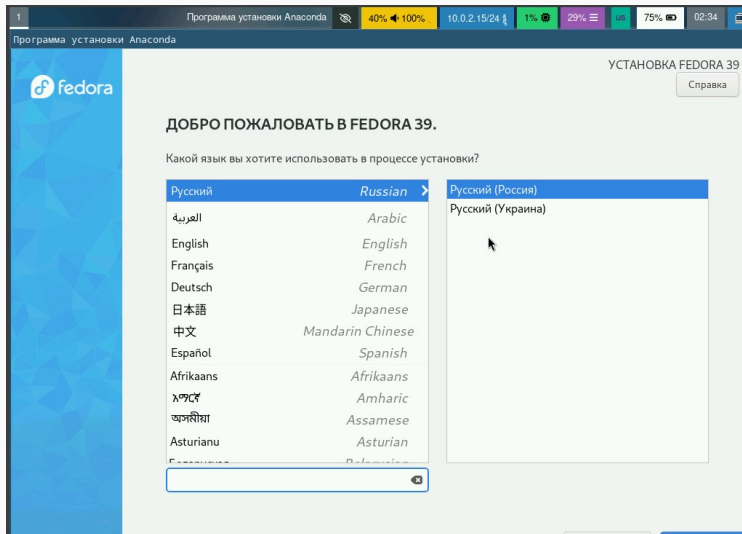 1 Программа установки Anaconda 40% 100% 10.0.2.15/24 1% 29% us 75% 02:34
Программа установки Anaconda
fedora
УСТАНОВКА FEDORA 39
Справка
ДОБРО ПОЖАЛОВАТЬ В FEDORA 39.
Какой язык вы хотите использовать в процессе установки?
Русский Russian
العربية Arabic
English English
Français French
Deutsch German
日本語 Japanese
中文 Mandarin Chinese
Español Spanish
Afrikaans Afrikaans
አማርኛ Amharic
অসমীয়া Assamese
Asturianu Asturian
Русский (Россия)
Русский (Украина)